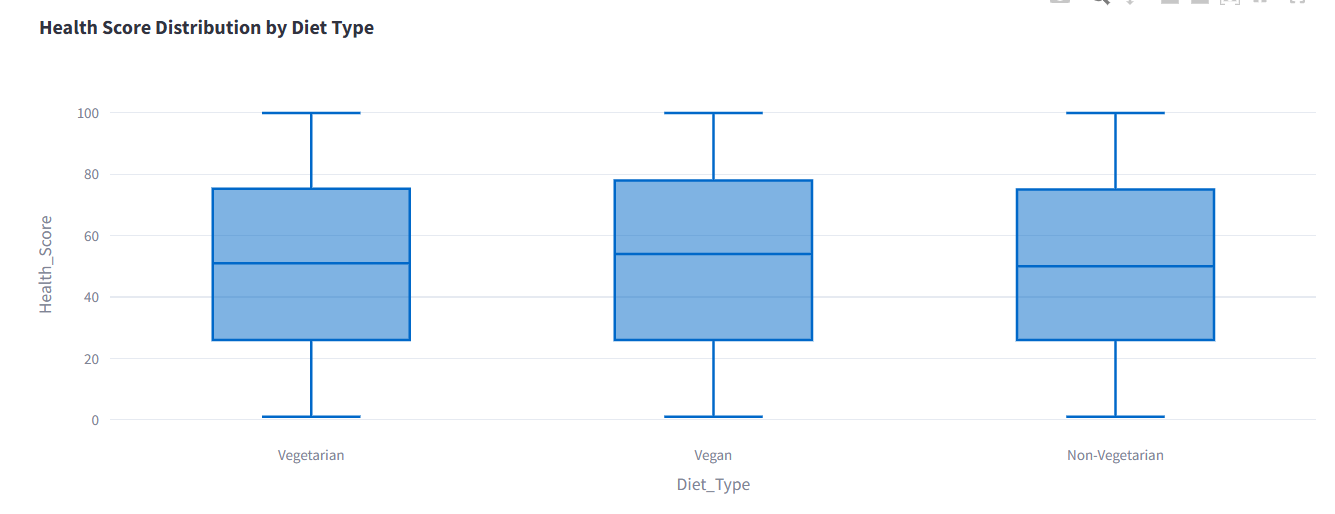 Health Score Distribution by Diet Type
100
80
60
40
20
0
Health_Score
Vegetarian
Vegan
Non-Vegetarian
Diet_Type